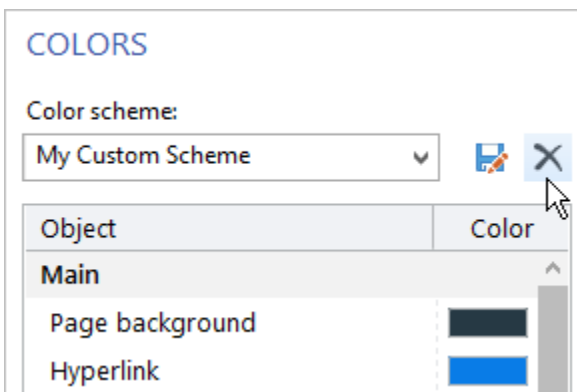 COLORS
Color scheme:
My Custom Scheme
Object Color
Main
Page background
Hyperlink